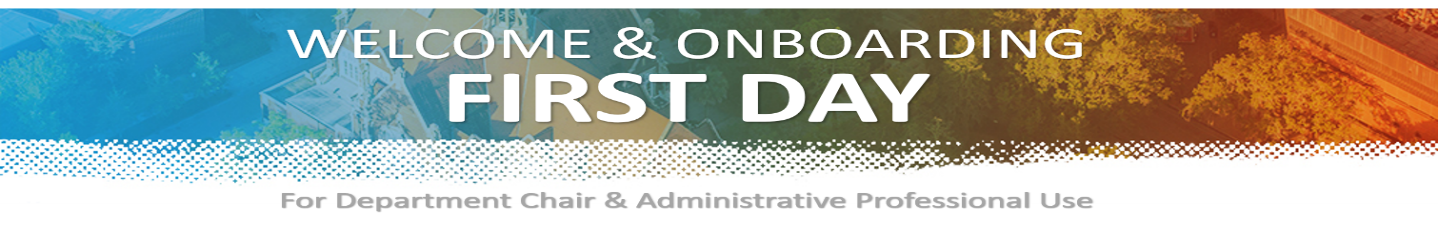 WELCOME & ONBOARDING
FIRST DAY
For Department Chair & Administrative Professional Use